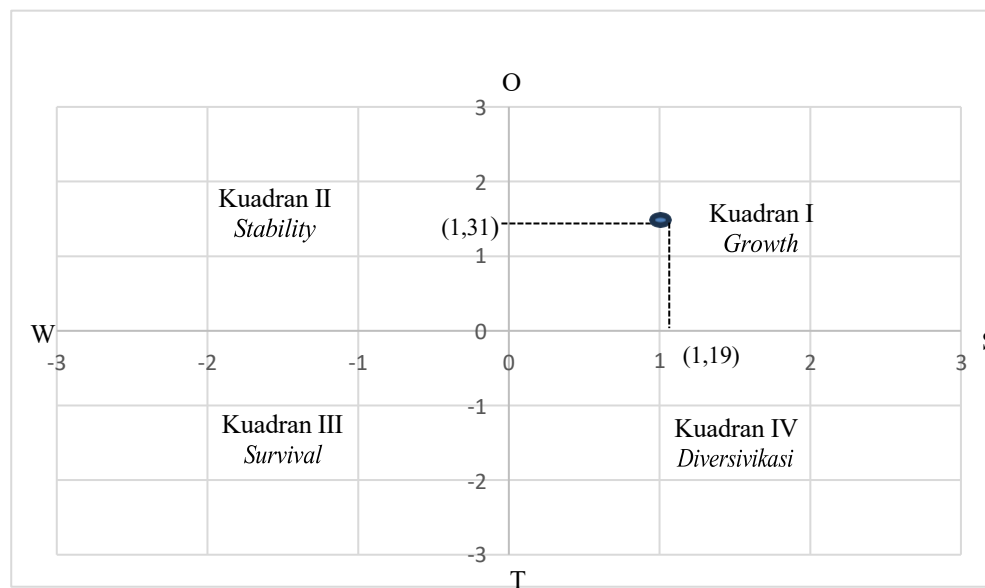 O
3
2
Kuadran II
Stability
Kuadran I
Growth
(1,31)
1
W
0
S
-3
-2
-1
0
1
(1,19)
2
3
-1
Kuadran III
Survival
Kuadran IV
Diversivikasi
-2
-3
T